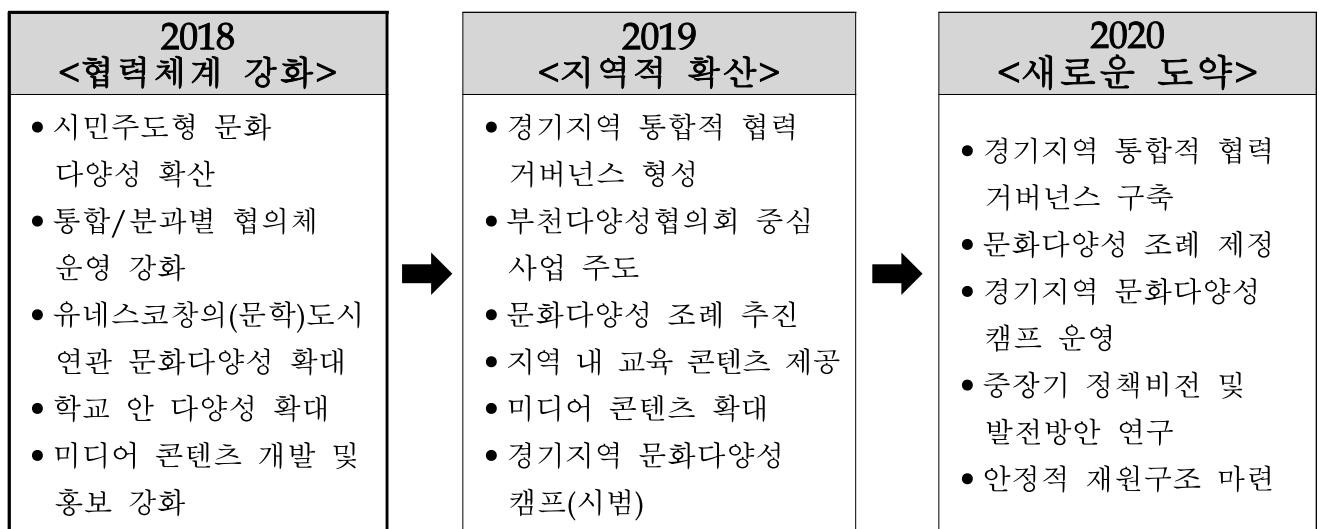 2018
<협력체계 강화>
• 시민주도형 문화
다양성 확산
• 통합/분과별 협의체
운영 강화
• 유네스코창의(문학)도시
연관 문화다양성 확대
• 학교 안 다양성 확대
• 미디어 콘텐츠 개발 및
홍보 강화
2019
<지역적 확산>
• 경기지역 통합적 협력
거버넌스 형성
• 부천다양성협의회 중심
사업 주도
• 문화다양성 조례 추진
• 지역 내 교육 콘텐츠 제공
• 미디어 콘텐츠 확대
• 경기지역 문화다양성
캠프(시범)
2020
<새로운 도약>
• 경기지역 통합적 협력
거버넌스 구축
• 문화다양성 조례 제정
• 경기지역 문화다양성
캠프 운영
• 중장기 정책비전 및
발전방안 연구
• 안정적 재원구조 마련